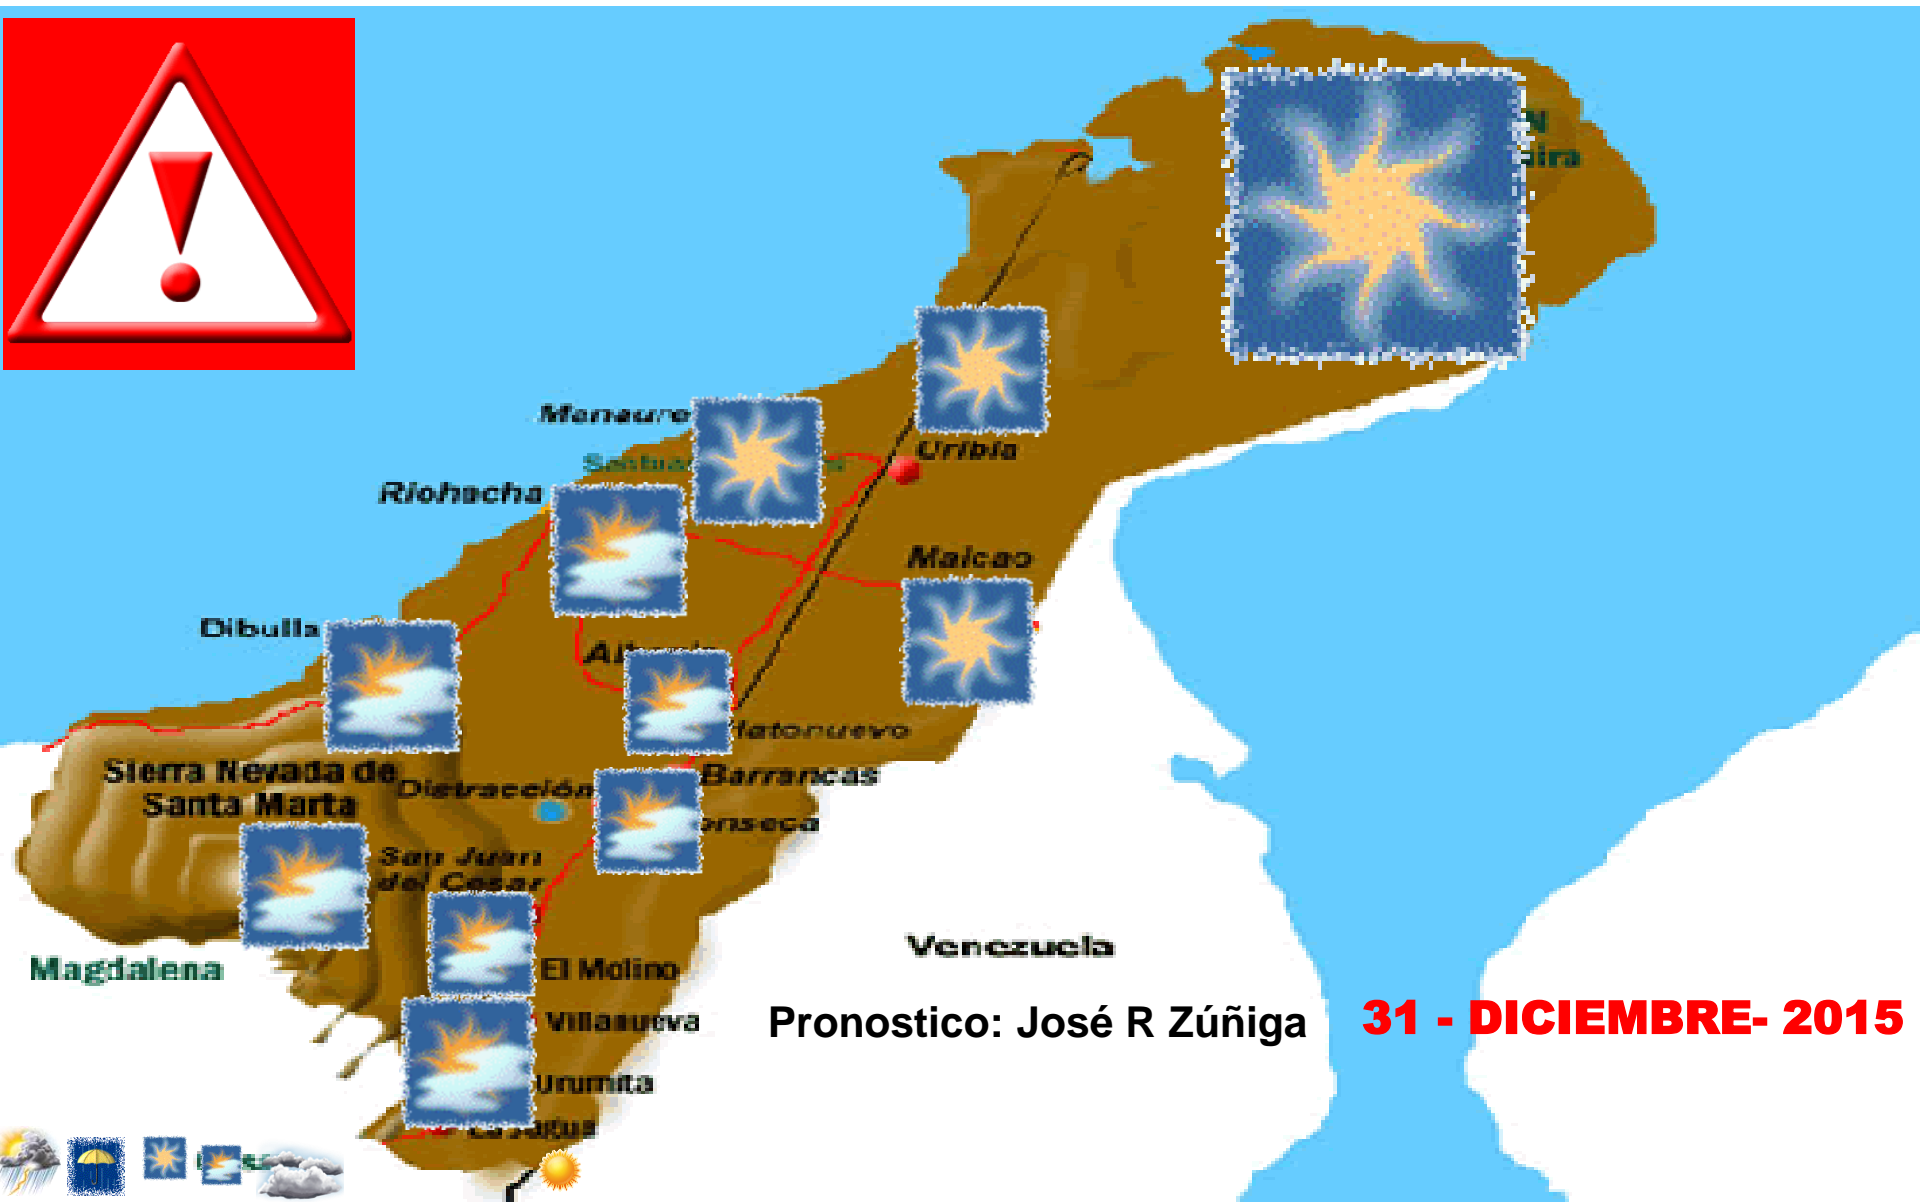 Manaure
Riohacha
Uribia
Maicao
Dibulla
Hatonuevo
Sierra Nevada de
Santa Marta
Distracción
Barrancas
San Juan
del Cesar
Magdalena
Venezuela
El Molino
Villanueva
Urumita
Pronostico: José R Zúñiga
31 - DICIEMBRE- 2015